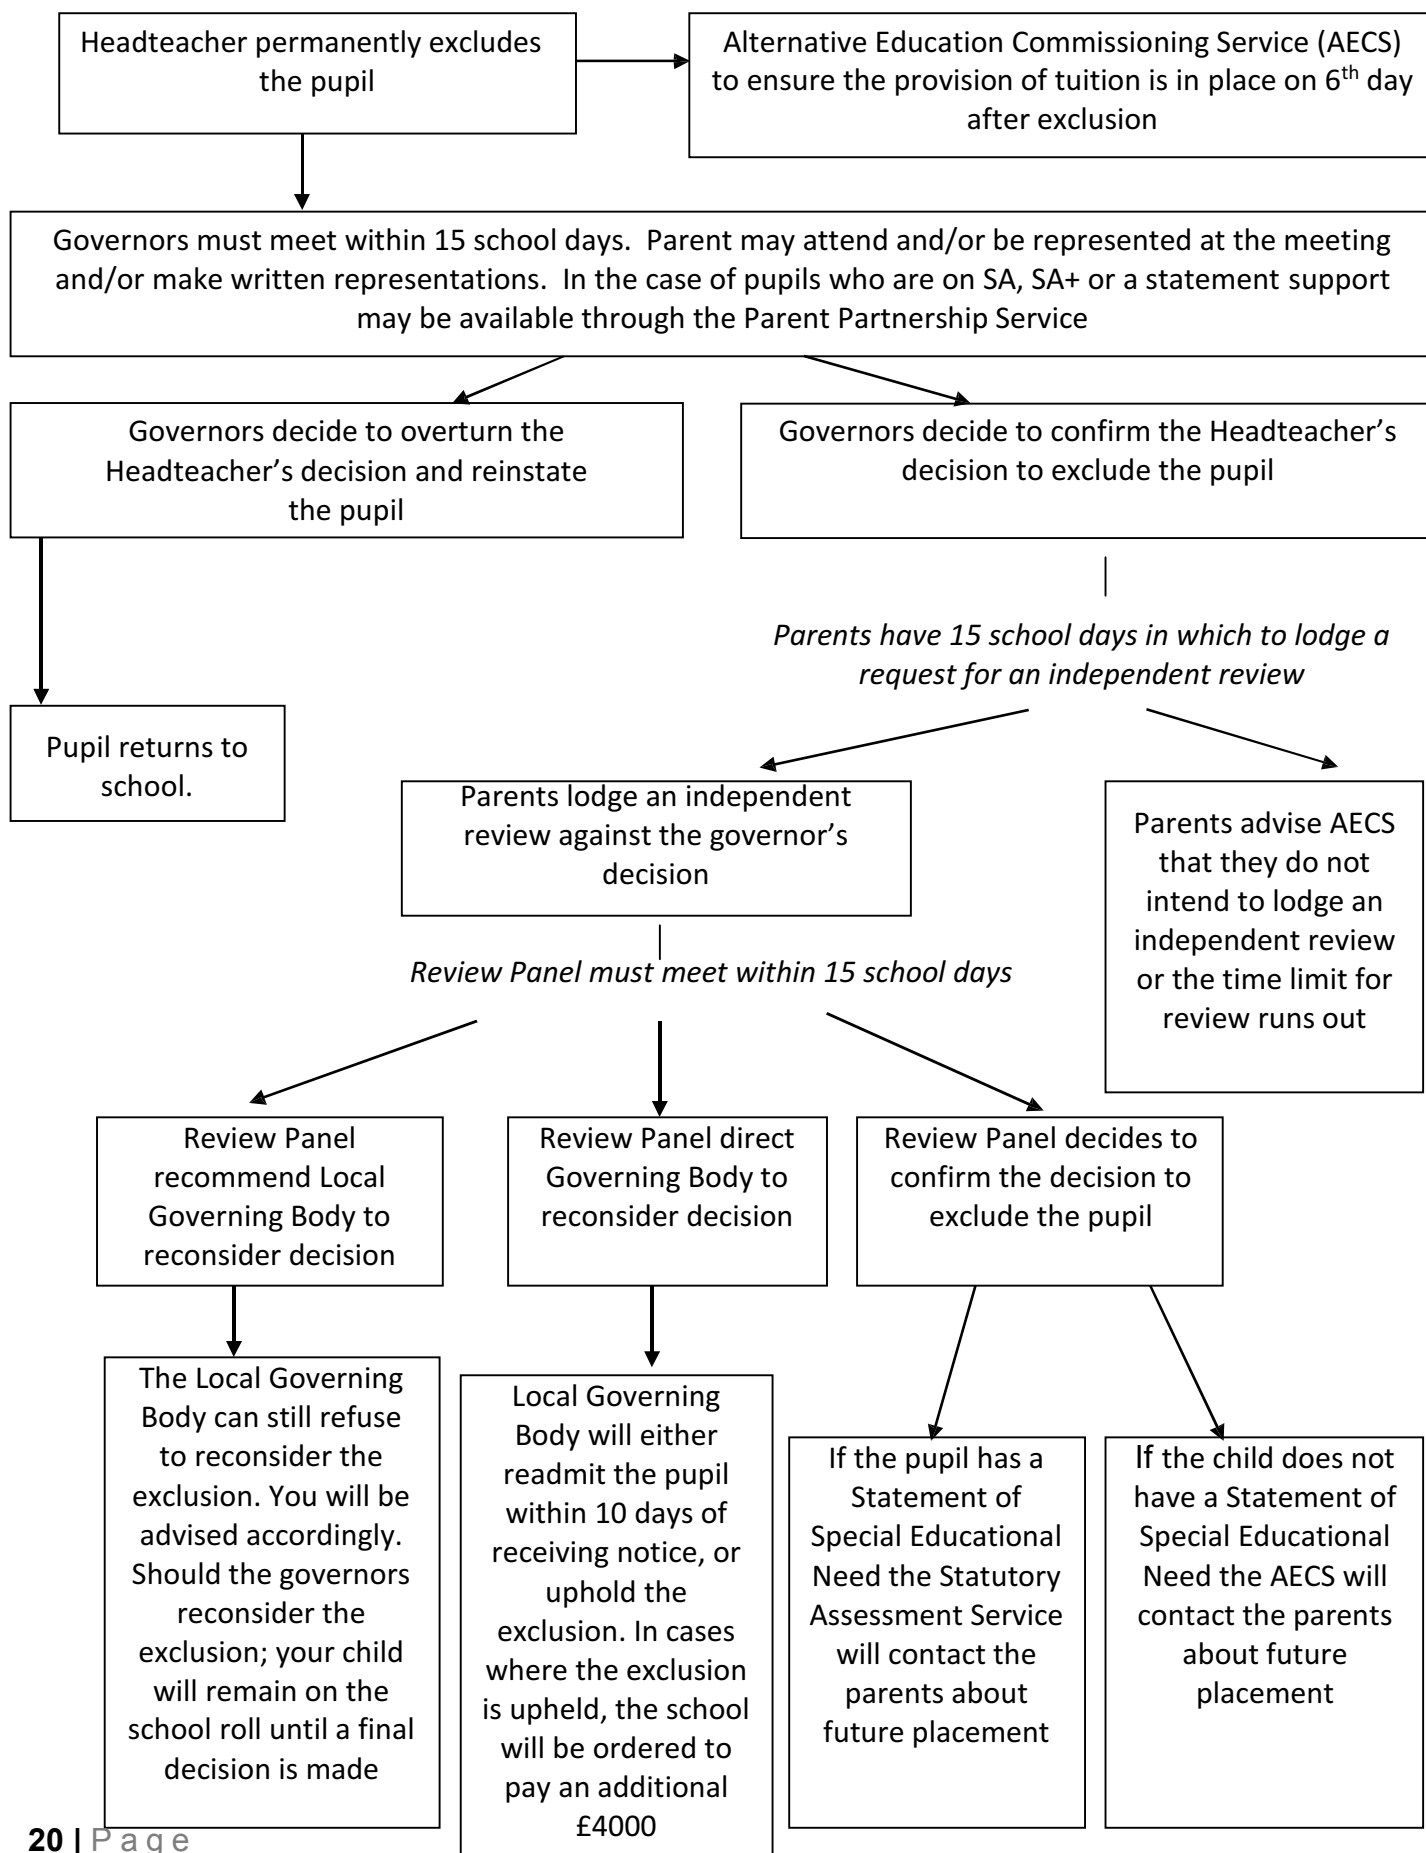 Headteacher permanently excludes
the pupil
Alternative Education Commissioning Service (AECS)
to ensure the provision of tuition is in place on 6th day
after exclusion
Governors must meet within 15 school days.  Parent may attend and/or be represented at the meeting
and/or make written representations.  In the case of pupils who are on SA, SA+ or a statement support
may be available through the Parent Partnership Service
Governors decide to overturn the
Headteacher’s decision and reinstate
the pupil
Governors decide to confirm the Headteacher’s
decision to exclude the pupil
Parents have 15 school days in which to lodge a
request for an independent review
Pupil returns to
school.
Parents lodge an independent
review against the governor’s
decision
Parents advise AECS
that they do not
intend to lodge an
independent review
or the time limit for
review runs out
Review Panel must meet within 15 school days
Review Panel
recommend Local
Governing Body to
reconsider decision
Review Panel direct
Governing Body to
reconsider decision
Review Panel decides to
confirm the decision to
exclude the pupil
The Local Governing
Body can still refuse
to reconsider the
exclusion. You will be
advised accordingly.
Should the governors
reconsider the
exclusion; your child
will remain on the
school roll until a final
decision is made
Local Governing
Body will either
readmit the pupil
within 10 days of
receiving notice, or
uphold the
exclusion. In cases
where the exclusion
is upheld, the school
will be ordered to
pay an additional
£4000
If the pupil has a
Statement of
Special Educational
Need the Statutory
Assessment Service
will contact the
parents about
future placement
If the child does not
have a Statement of
Special Educational
Need the AECS will
contact the parents
about future
placement
20 | Page